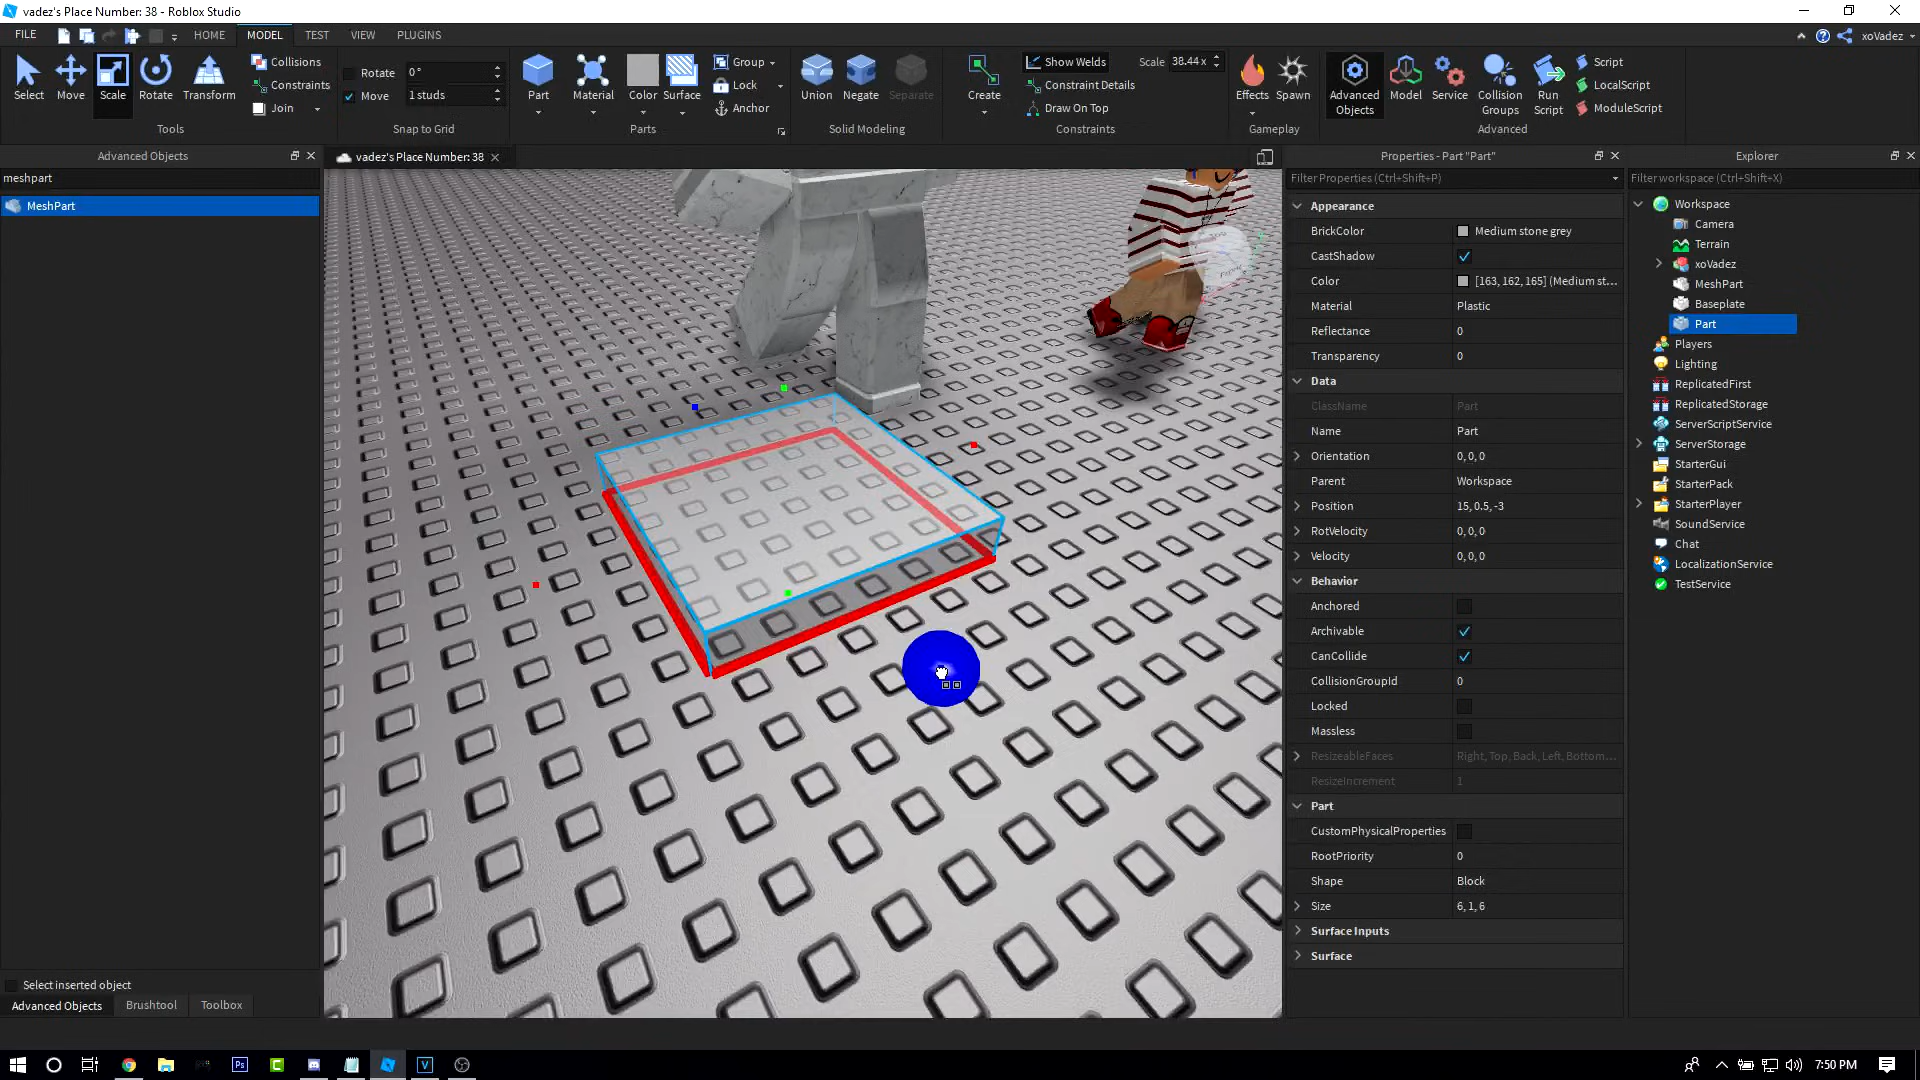 vadez's Place Number: 38 - Roblox Studio
FILE
HOME
MODEL
TEST
VIEW
PLUGINS
xoVadez
Select
Move
Scale
Rotate
Transform
Collisions
Constraints
Join
Tools
Rotate 0°
Move 1 studs
Snap to Grid
Part
Material
Color
Surface
Group
Lock
Anchor
Parts
Union
Negate
Separate
Solid Modeling
Create
Show Welds
Constraint Details
Draw On Top
Scale 38.44 x
Constraints
Effects
Spawn
Gameplay
Advanced
Objects
Model
Service
Collision
Groups
Run
Script
Script
LocalScript
ModuleScript
Advanced
Advanced Objects
meshpart
MeshPart
Select inserted object
Advanced Objects
Brushtool
Toolbox
vadez's Place Number: 38
Properties - Part "Part"
Filter Properties (Ctrl+Shift+P)
Appearance
BrickColor Medium stone grey
CastShadow
Color [163, 162, 165] (Medium st...
Material Plastic
Reflectance 0
Transparency 0
Data
ClassName Part
Name Part
Orientation 0, 0, 0
Parent Workspace
Position 15, 0.5, -3
RotVelocity 0, 0, 0
Velocity 0, 0, 0
Behavior
Anchored
Archivable
CanCollide
CollisionGroupId 0
Locked
Massless
ResizeableFaces Right, Top, Back, Left, Bottom...
ResizeIncrement 1
Part
CustomPhysicalProperties
RootPriority 0
Shape Block
Size 6, 1, 6
Surface Inputs
Surface
Explorer
Filter workspace (Ctrl+Shift+X)
Workspace
Camera
Terrain
xoVadez
MeshPart
Baseplate
Part
Players
Lighting
ReplicatedFirst
ReplicatedStorage
ServerScriptService
ServerStorage
StarterGui
StarterPack
StarterPlayer
SoundService
Chat
LocalizationService
TestService
Ps
C
V
7:50 PM